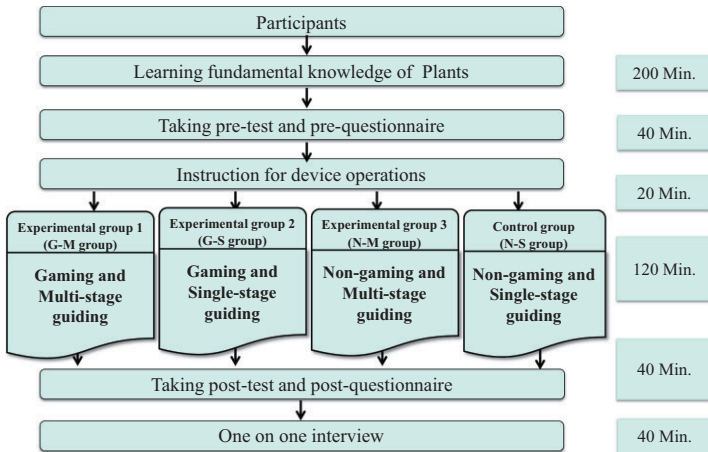 Participants
Learning fundamental knowledge of Plants
200 Min.
Taking pre-test and pre-questionnaire
40 Min.
Instruction for device operations
20 Min.
Experimental group 1
(G-M group)
Gaming and
Multi-stage
guiding
Experimental group 2
(G-S group)
Gaming and
Single-stage
guiding
Experimental group 3
(N-M group)
Non-gaming and
Multi-stage
guiding
Control group
(N-S group)
Non-gaming and
Single-stage
guiding
120 Min.
Taking post-test and post-questionnaire
40 Min.
One on one interview
40 Min.